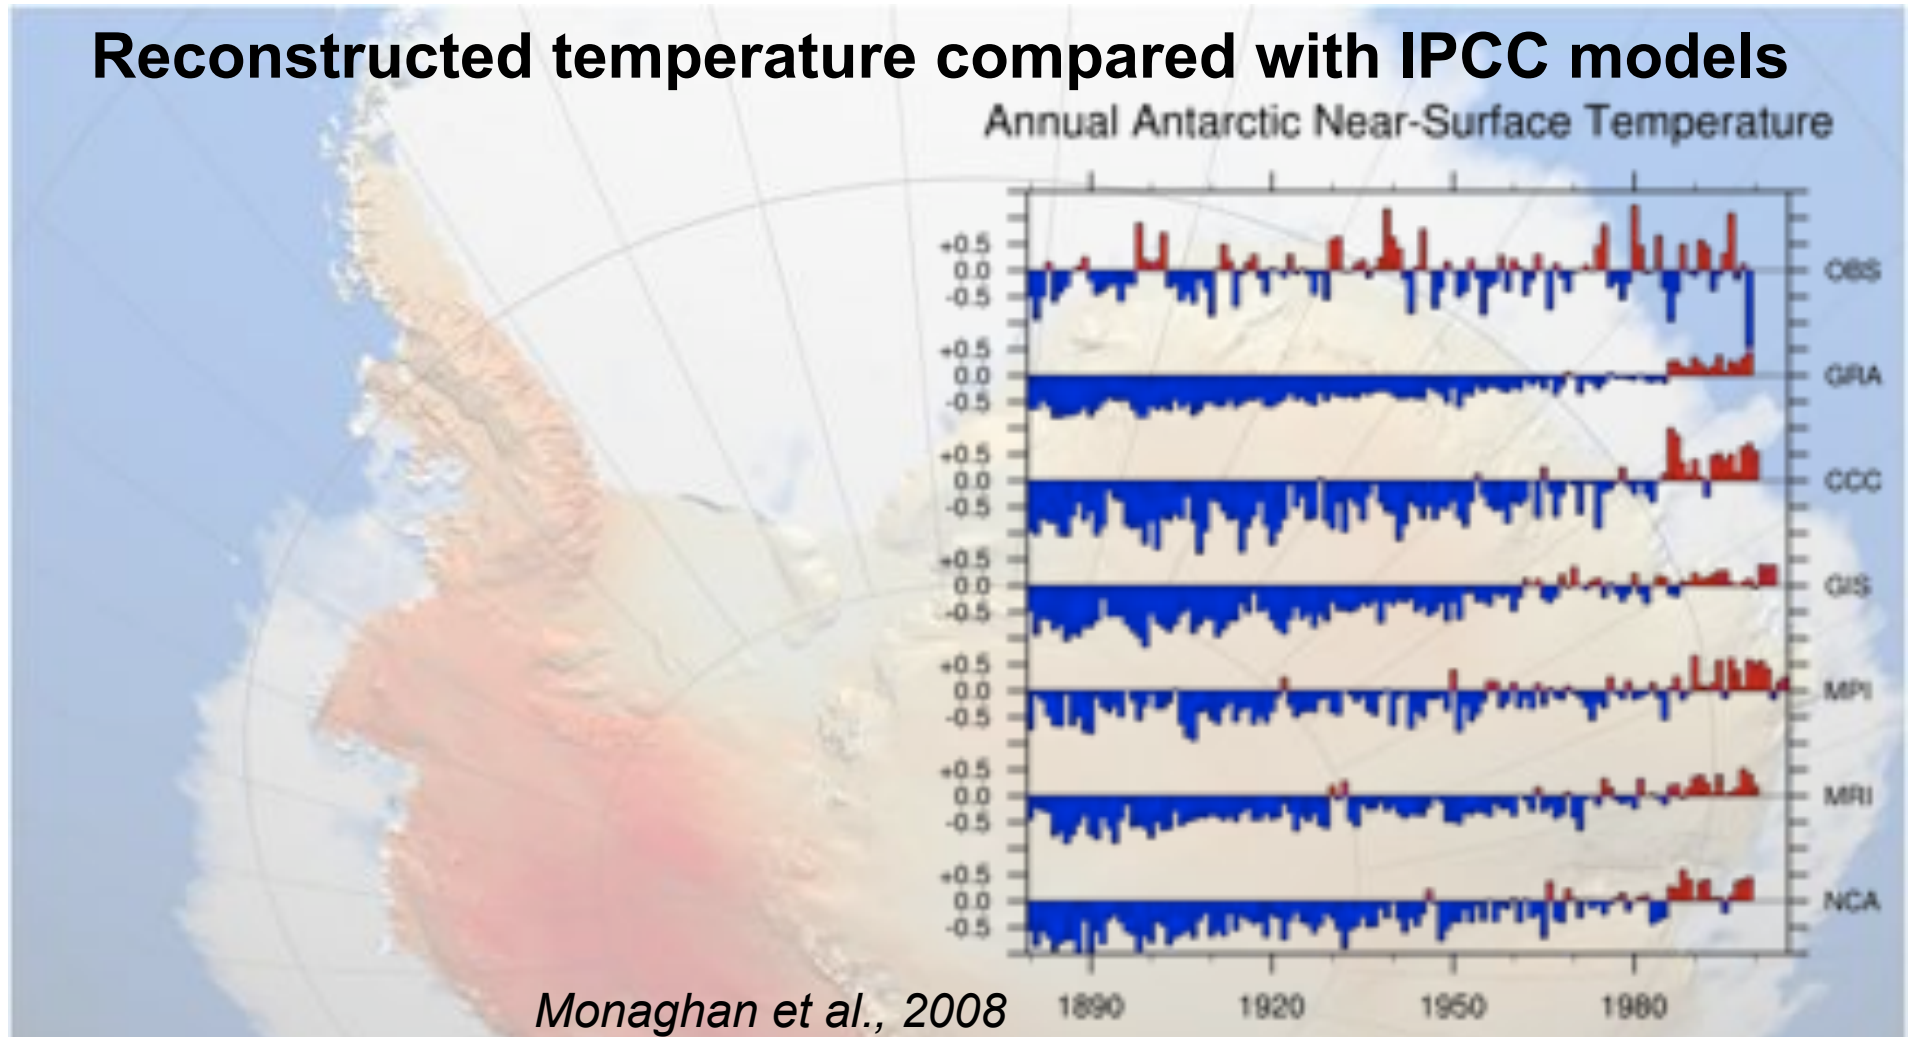 Reconstructed temperature compared with IPCC models
Annual Antarctic Near-Surface Temperature
+0.5
0.0 OBS
-0.5
+0.5
0.0 GRA
-0.5
+0.5
0.0 CCC
-0.5
+0.5
0.0 GIS
-0.5
+0.5
0.0 MPI
-0.5
+0.5
0.0 MRI
-0.5
+0.5
0.0 NCA
-0.5
1890 1920 1950 1980
Monaghan et al., 2008